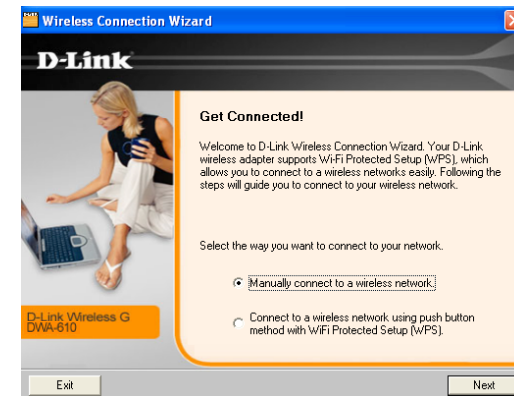 Wireless Connection Wizard
D-Link
Get Connected!
Welcome to D-Link Wireless Connection Wizard. Your D-Link
wireless adapter supports Wi-Fi Protected Setup (WPS), which
allows you to connect to a wireless networks easily. Following the
steps will guide you to connect to your wireless network.
Select the way you want to connect to your network.
Manually connect to a wireless network.
Connect to a wireless network using push button
method with WiFi Protected Setup (WPS).
D-Link Wireless G
DWA-610
Exit
Next